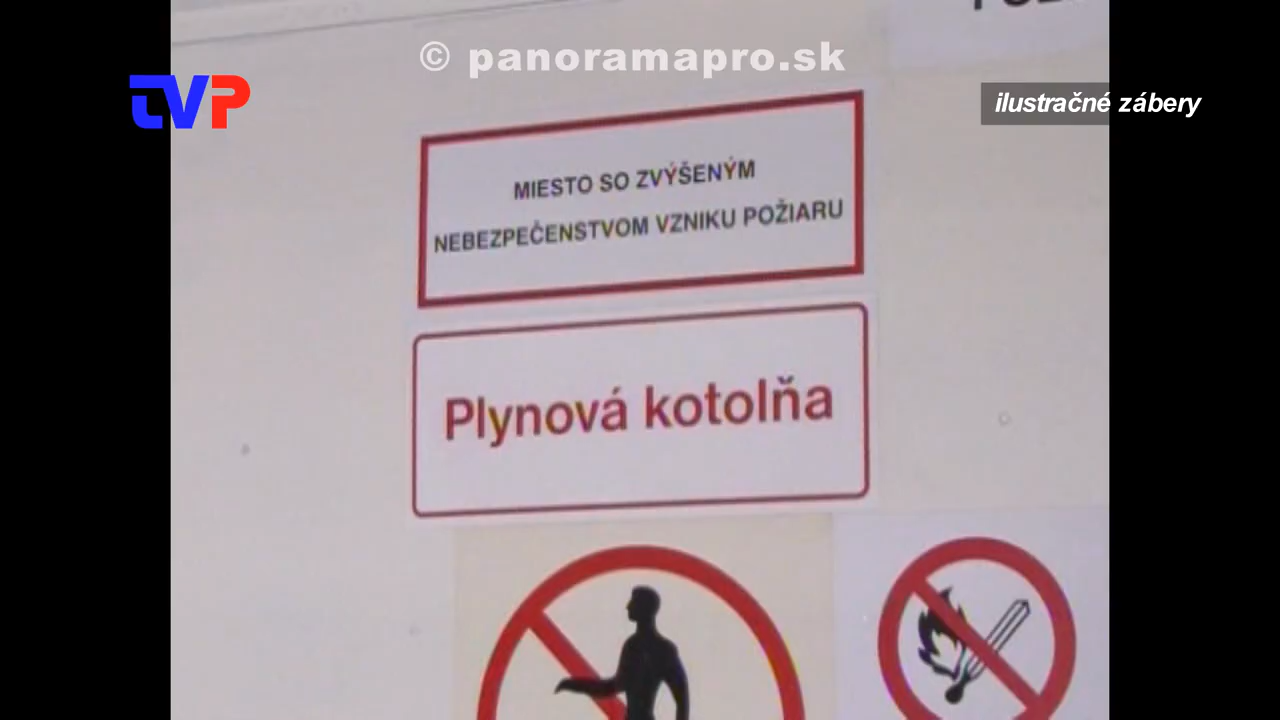 © panoramapro.sk
TVP
ilustračné zábery
MIESTO SO ZVÝŠENÝM
NEBEZPEČENSTVOM VZNIKU POŽIARU
Plynová kotolňa